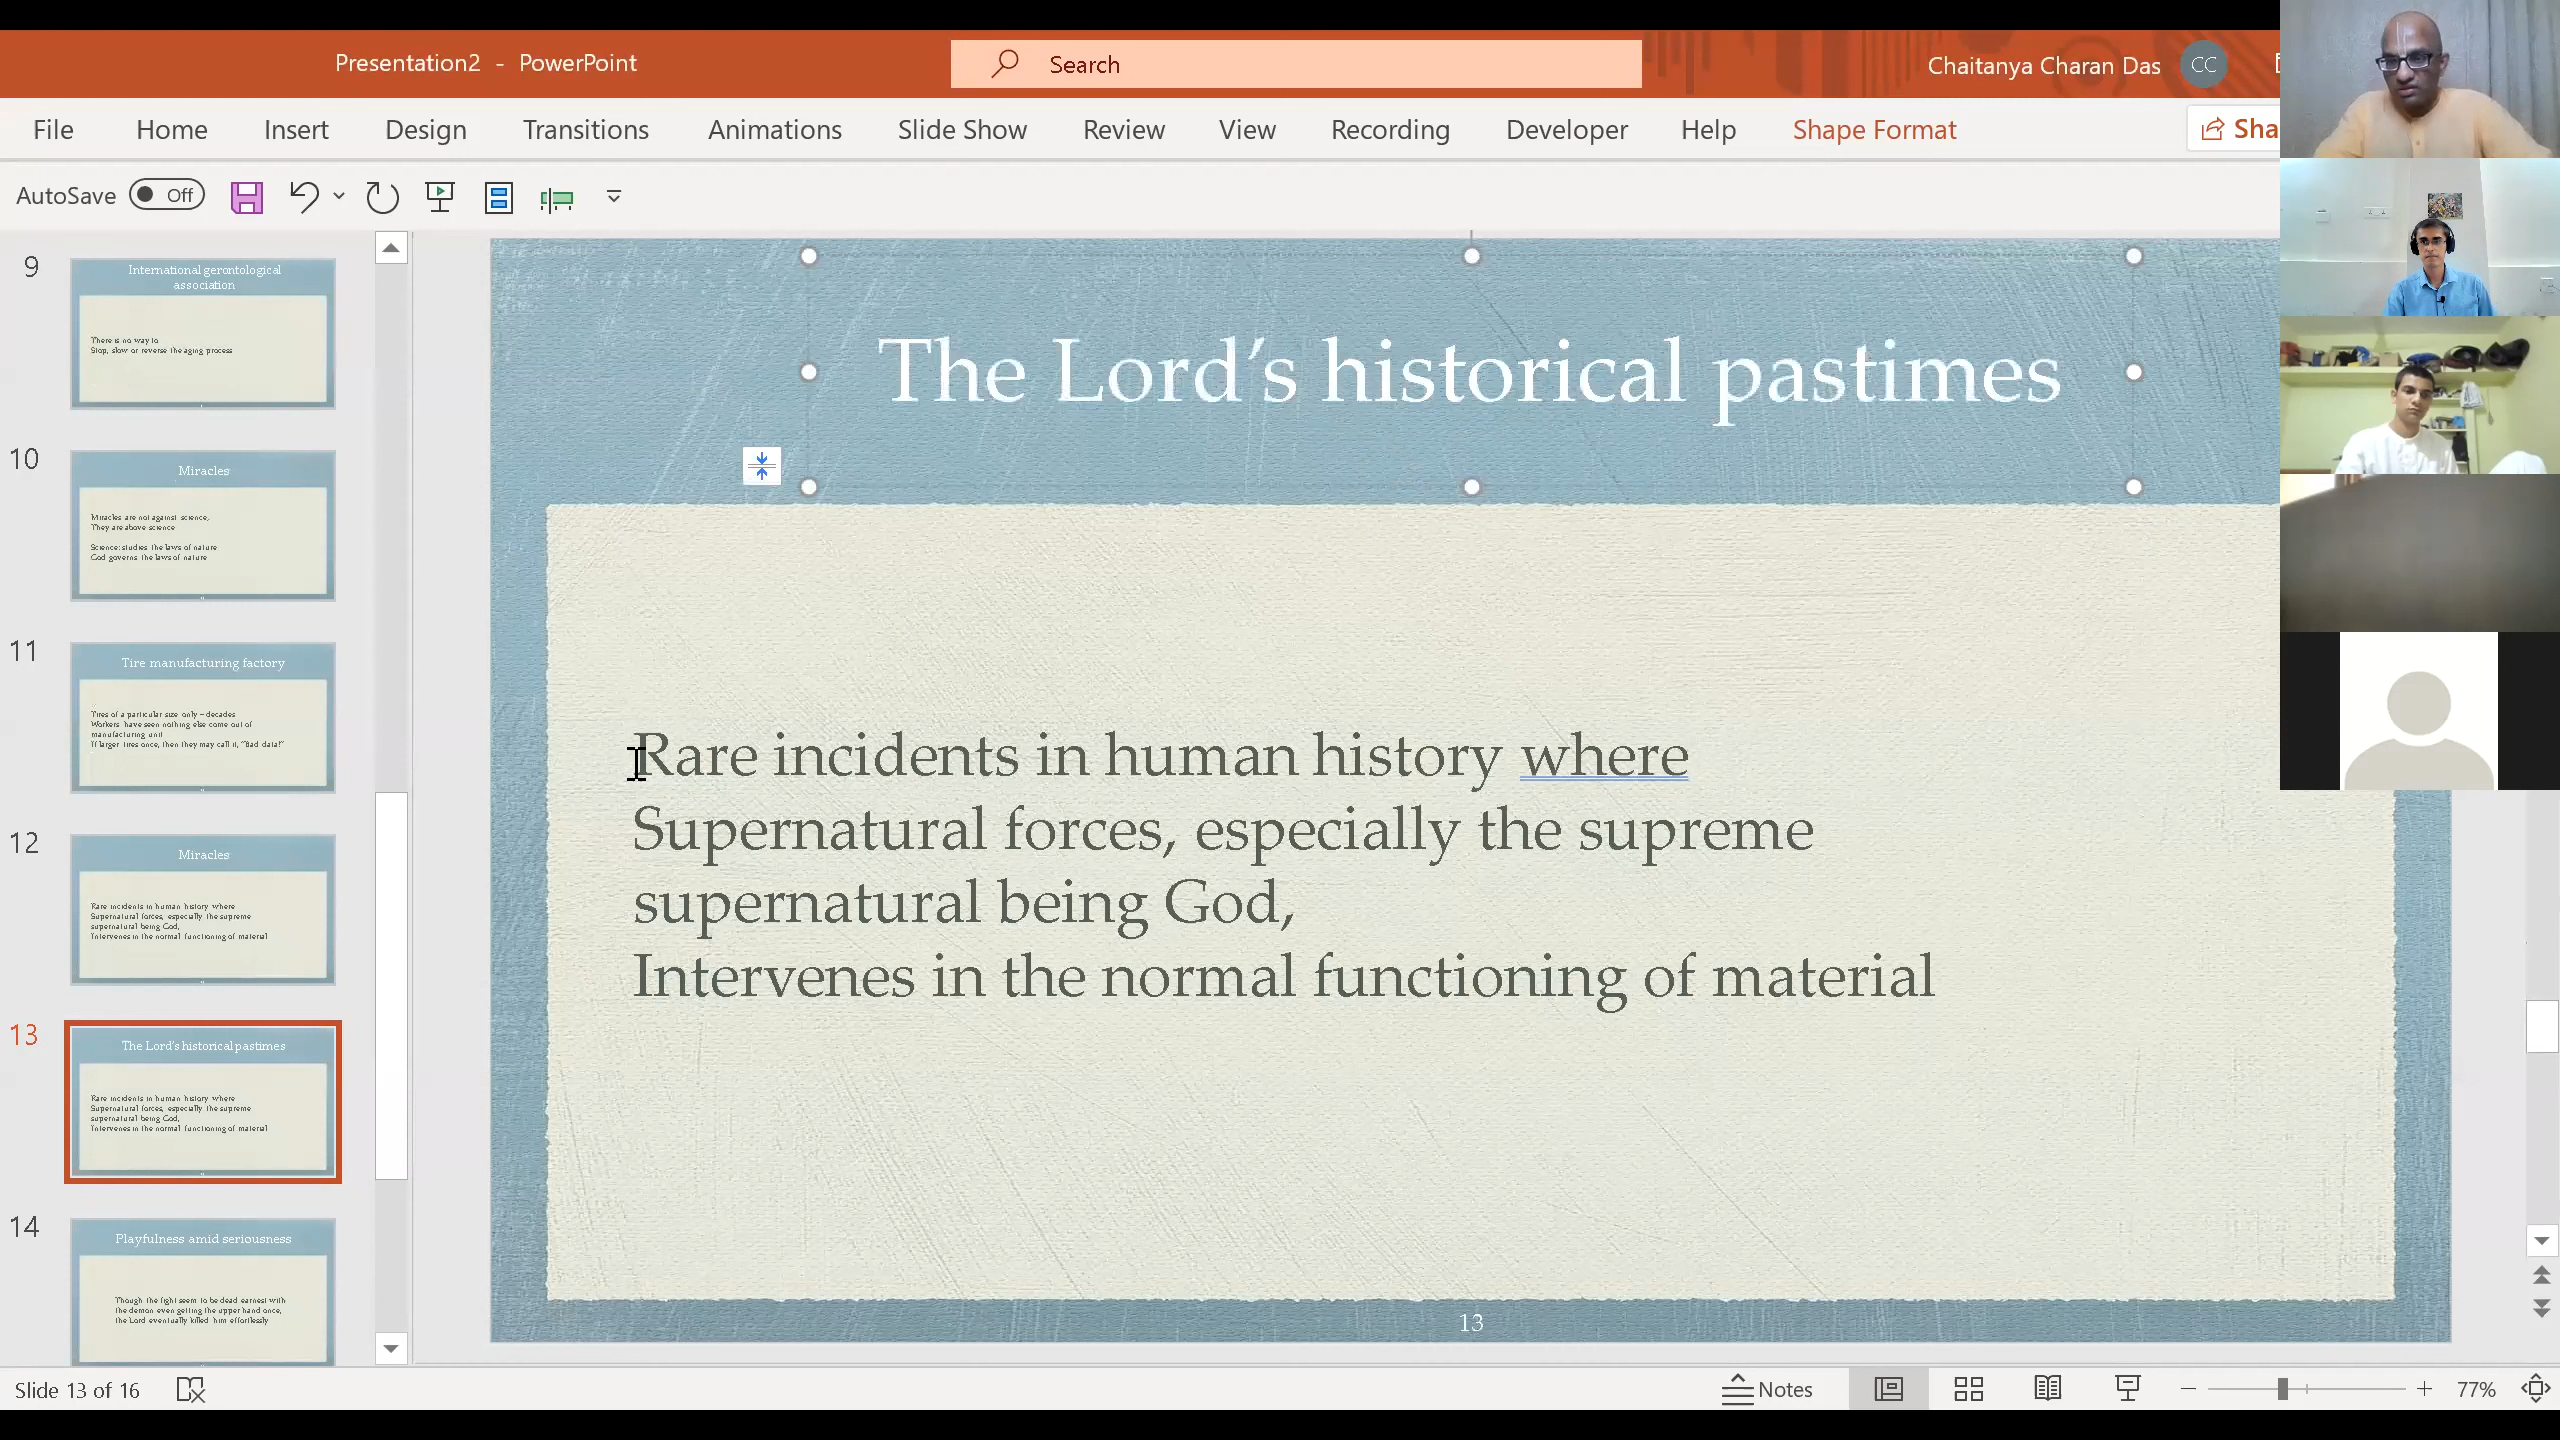 Presentation2 - PowerPoint
Search
Chaitanya Charan Das
CC
File Home Insert Design Transitions Animations Slide Show Review View Recording Developer Help Shape Format
Sha
AutoSave Off
9
International gerontological
association
There is no way to
Stop, slow or reverse the aging process
10
Miracles
Miracles are not against science,
They are above science
Science: studies the laws of nature
God governs the laws of nature
11
Tire manufacturing factory
Tires of a particular size only – decades
Workers have seen nothing else come out of
manufacturing unit
If larger tires once, then they may call it, "Bad data!"
12
Miracles
Rare incidents in human history where
Supernatural forces, especially the supreme
supernatural being God,
Intervenes in the normal functioning of material
13
The Lord's historical pastimes
Rare incidents in human history where
Supernatural forces, especially the supreme
supernatural being God,
Intervenes in the normal functioning of material
14
Playfulness amid seriousness
Though the fight seem to be dead earnest with
the demon even getting the upper hand once,
the Lord eventually killed him effortlessly
The Lord’s historical pastimes
Rare incidents in human history where
Supernatural forces, especially the supreme
supernatural being God,
Intervenes in the normal functioning of material
13
Slide 13 of 16
Notes
77%